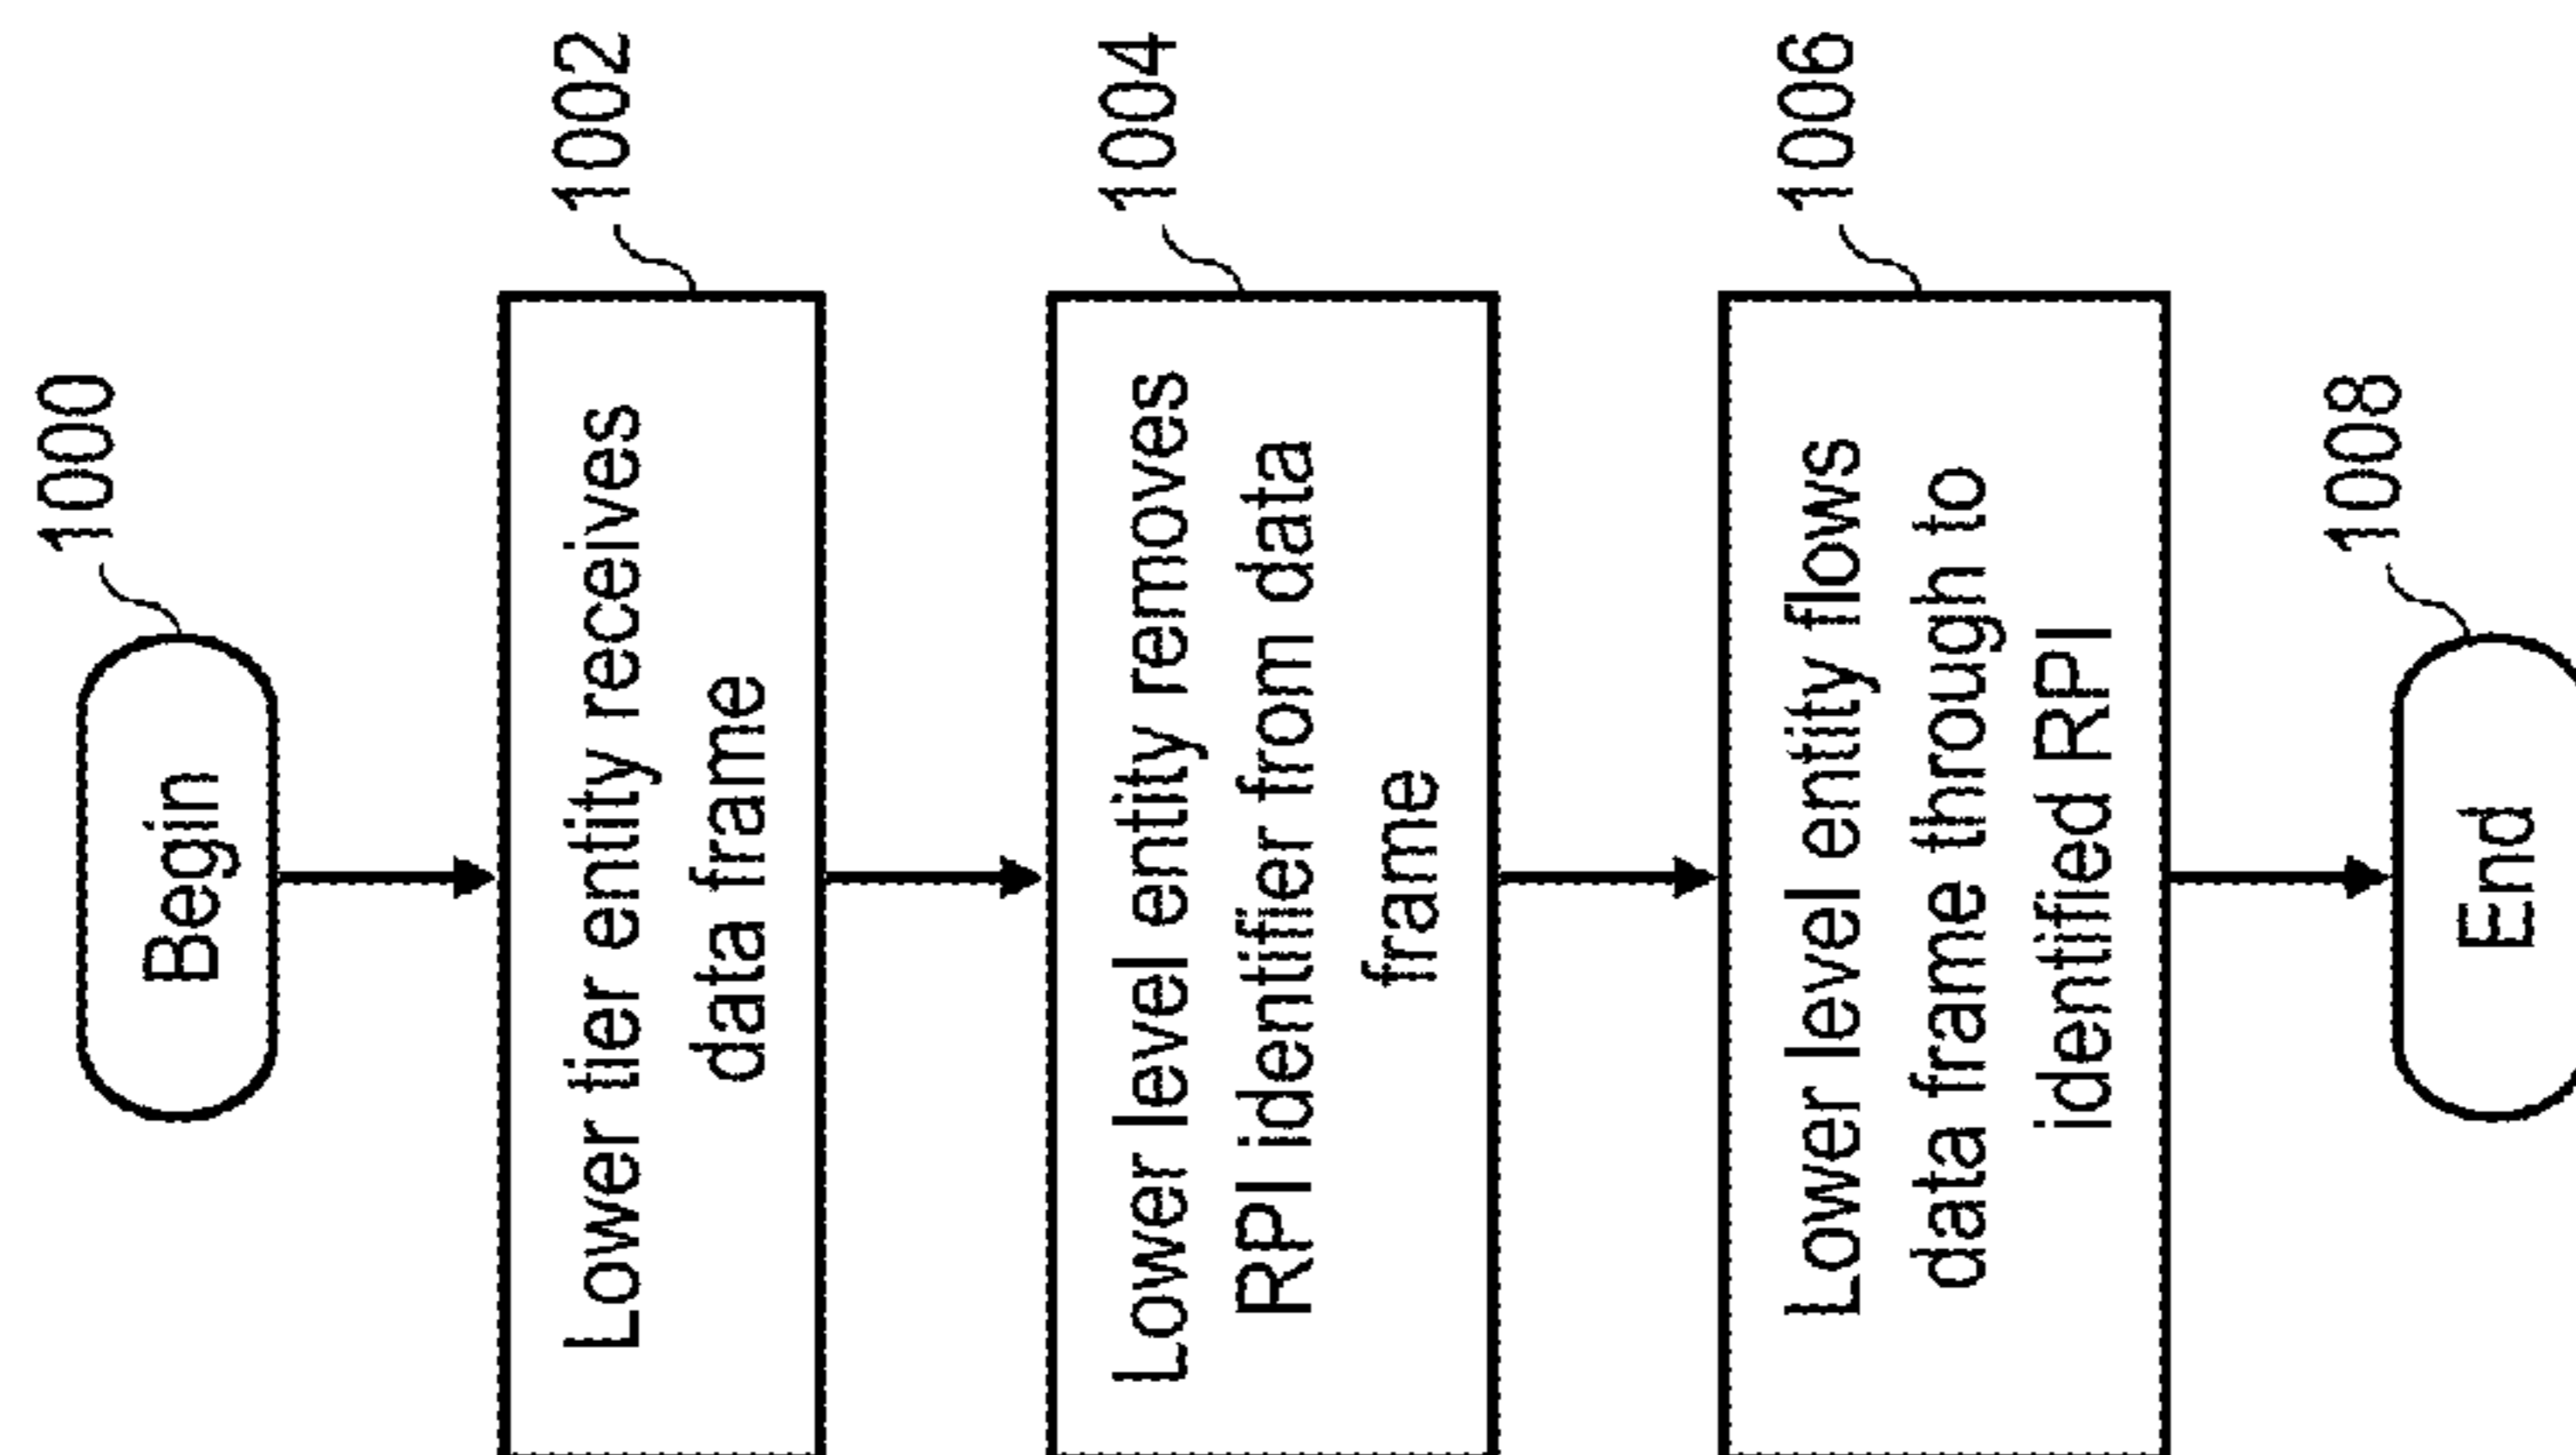 1000
Begin
1002
Lower tier entity receives
data frame
1004
Lower level entity removes
RPI identifier from data
frame
1006
Lower level entity flows
data frame through to
identified RPI
1008
End